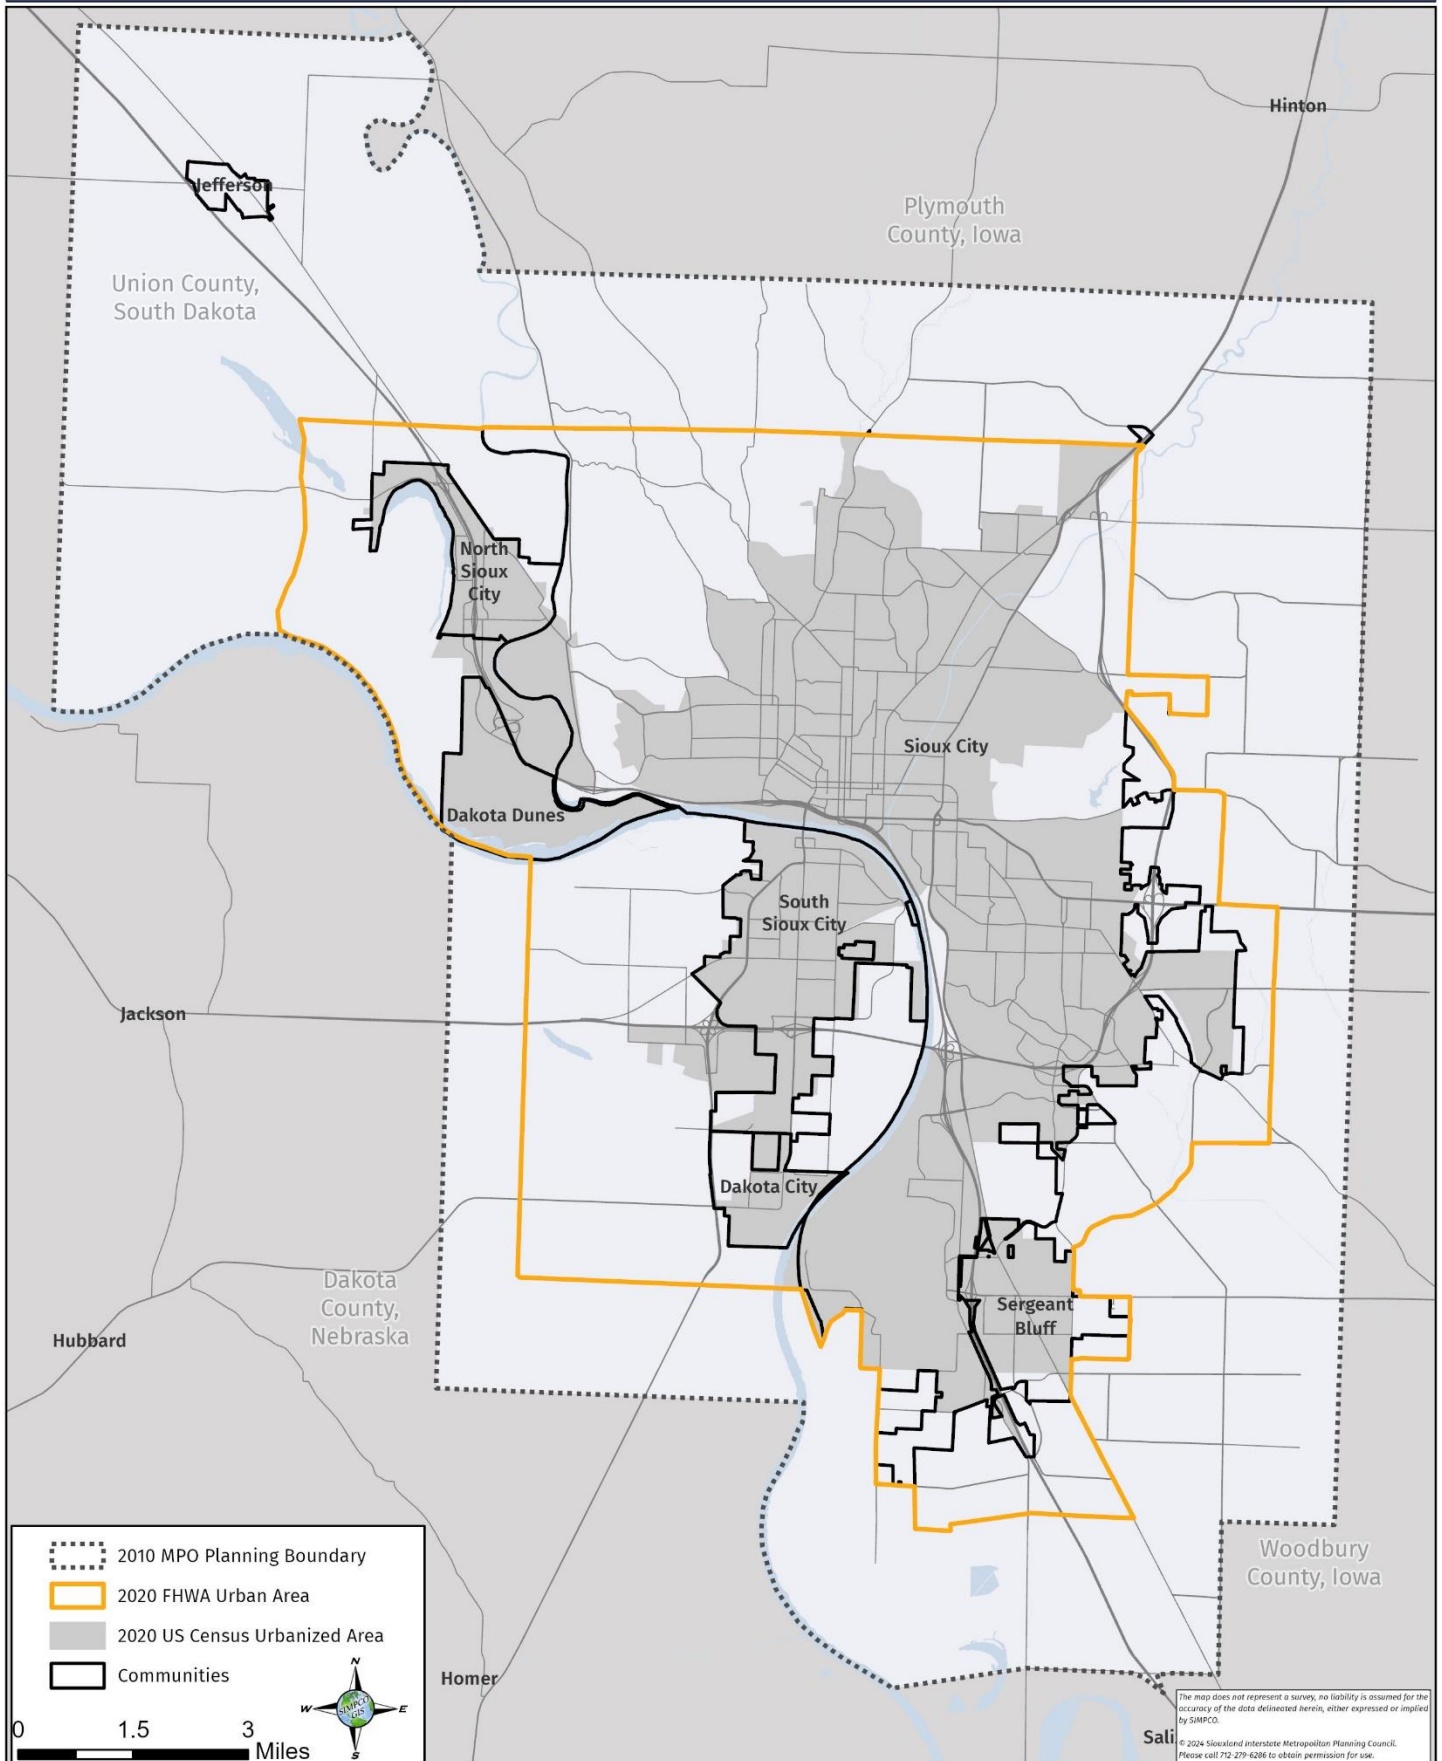 Hinton
Jefferson
Plymouth
County, Iowa
Union County,
South Dakota
North
Sioux
City
Sioux City
Dakota Dunes
South
Sioux City
Jackson
Dakota City
Dakota
County,
Nebraska
Sergeant
Bluff
Hubbard
Woodbury
County, Iowa
2010 MPO Planning Boundary
2020 FHWA Urban Area
2020 US Census Urbanized Area
Communities
N
W
E
S
SIMPCO
GIS
Homer
0 1.5 3
Miles
Sali
The map does not represent a survey, no liability is assumed for the
accuracy of the data delineated herein, either expressed or implied
by SIMPCO.
© 2024 Siouxland Interstate Metropolitan Planning Council.
Please call 712-279-6286 to obtain permission for use.